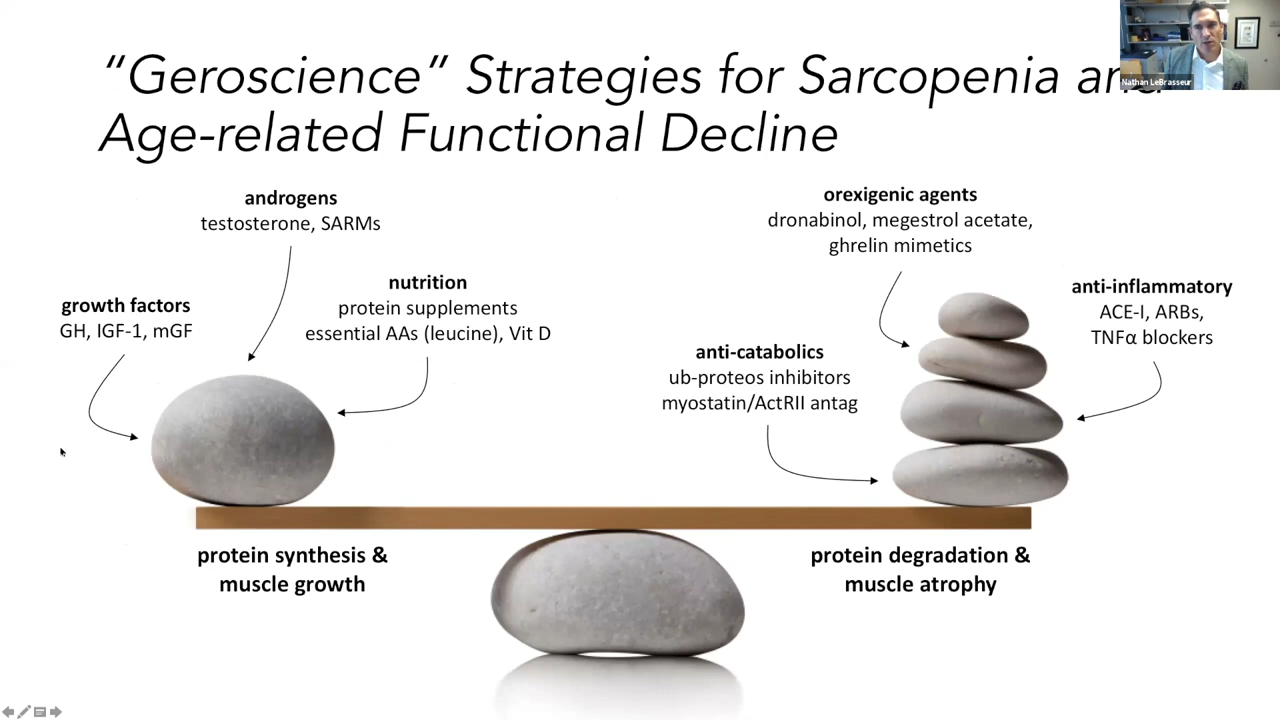 “Geroscience” Strategies for Sarcopenia and
Age-related Functional Decline
Nathan LeBrasseur
androgens
testosterone, SARMs
orexigenic agents
dronabinol, megestrol acetate,
ghrelin mimetics
growth factors
GH, IGF-1, mGF
nutrition
protein supplements
essential AAs (leucine), Vit D
anti-catabolics
ub-proteos inhibitors
myostatin/ActRII antag
anti-inflammatory
ACE-I, ARBs,
TNFα blockers
protein synthesis &
muscle growth
protein degradation &
muscle atrophy